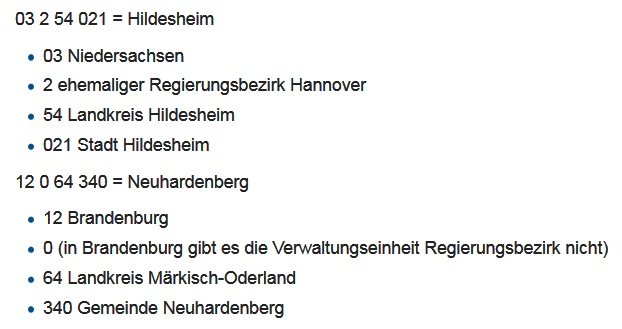 03 2 54 021 = Hildesheim
03 Niedersachsen
2 ehemaliger Regierungsbezirk Hannover
54 Landkreis Hildesheim
021 Stadt Hildesheim
12 0 64 340 = Neuhardenberg
12 Brandenburg
0 (in Brandenburg gibt es die Verwaltungseinheit Regierungsbezirk nicht)
64 Landkreis Märkisch-Oderland
340 Gemeinde Neuhardenberg